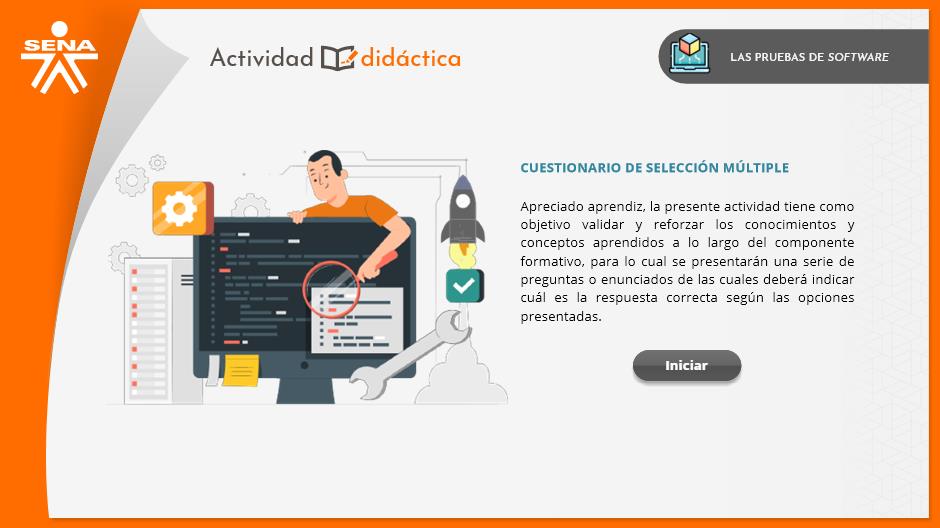 SENA
Actividad didáctica
LAS PRUEBAS DE SOFTWARE
CUESTIONARIO DE SELECCIÓN MÚLTIPLE
Apreciado aprendiz, la presente actividad tiene como
objetivo validar y reforzar los conocimientos y
conceptos aprendidos a lo largo del componente
formativo, para lo cual se presentarán una serie de
preguntas o enunciados de las cuales deberá indicar
cuál es la respuesta correcta según las opciones
presentadas.
Iniciar